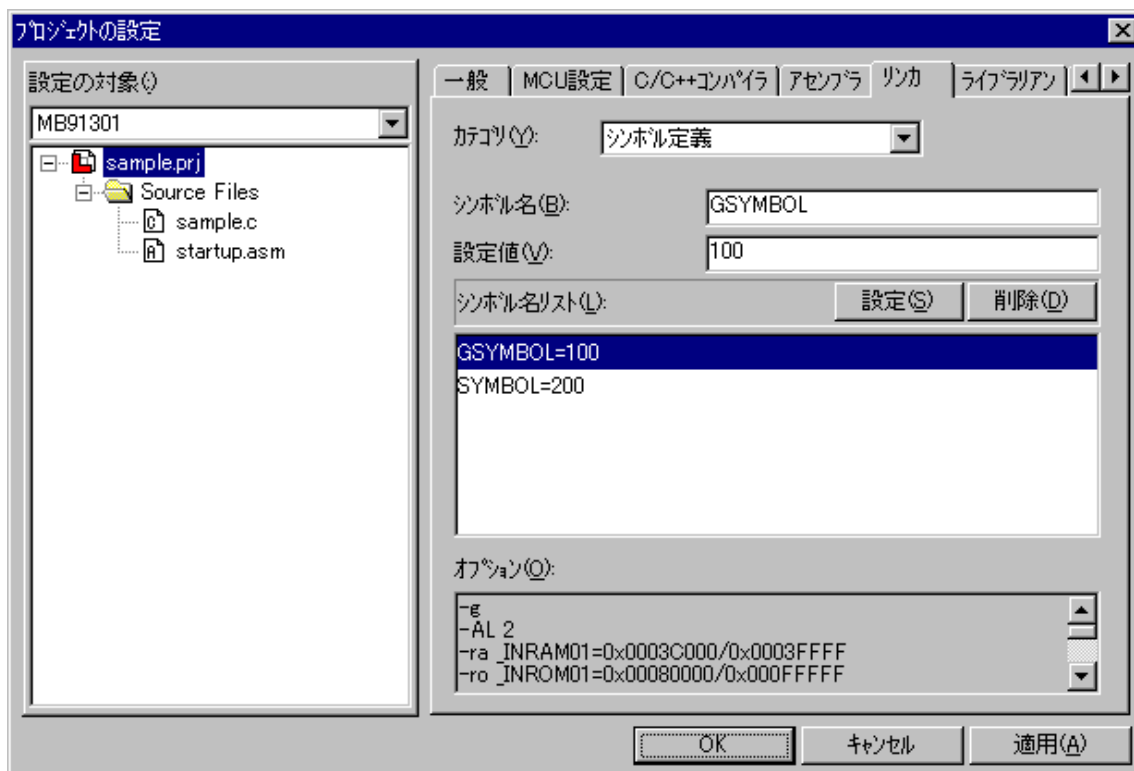 プロジェクトの設定
設定の対象(:)
MB91301
sample.prj
Source Files
sample.c
startup.asm
一般
MCU設定
C/C++コンパイラ
アセンブラ
リンカ
ライブラリアン
カテゴリ(Y):
シンボル定義
シンボル名(B):
GSYMBOL
設定値(V):
100
シンボル名リスト(L):
設定(S)
削除(D)
GSYMBOL=100
SYMBOL=200
オプション(O):
-g
-AL 2
-ra _INRAM01=0x0003C000/0x0003FFFF
-ro _INROM01=0x00080000/0x000FFFFF
OK
キャンセル
適用(A)